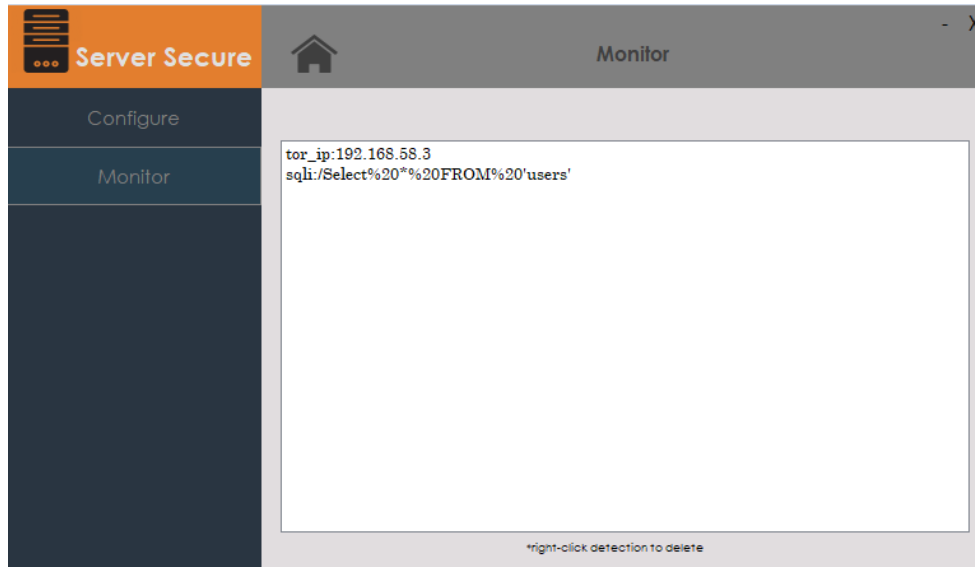 Server Secure
Monitor
- X
Configure
Monitor
tor_ip:192.168.58.3
sqli:/Select%20*%20FROM%20'users'
*right-click detection to delete